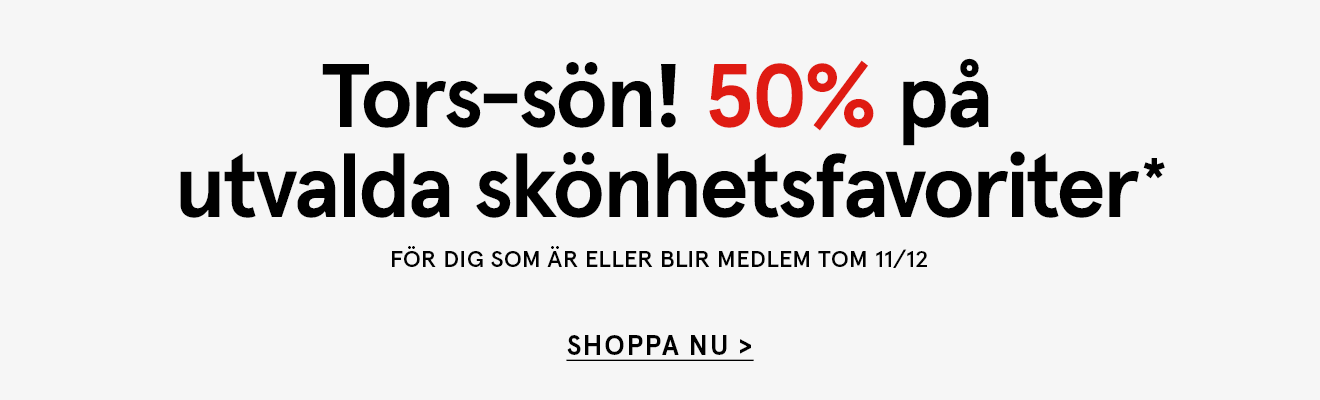 Tors–sön! 50% på
utvalda skönhetsfavoriter*
FÖR DIG SOM ÄR ELLER BLIR MEDLEM TOM 11/12
SHOPPA NU >